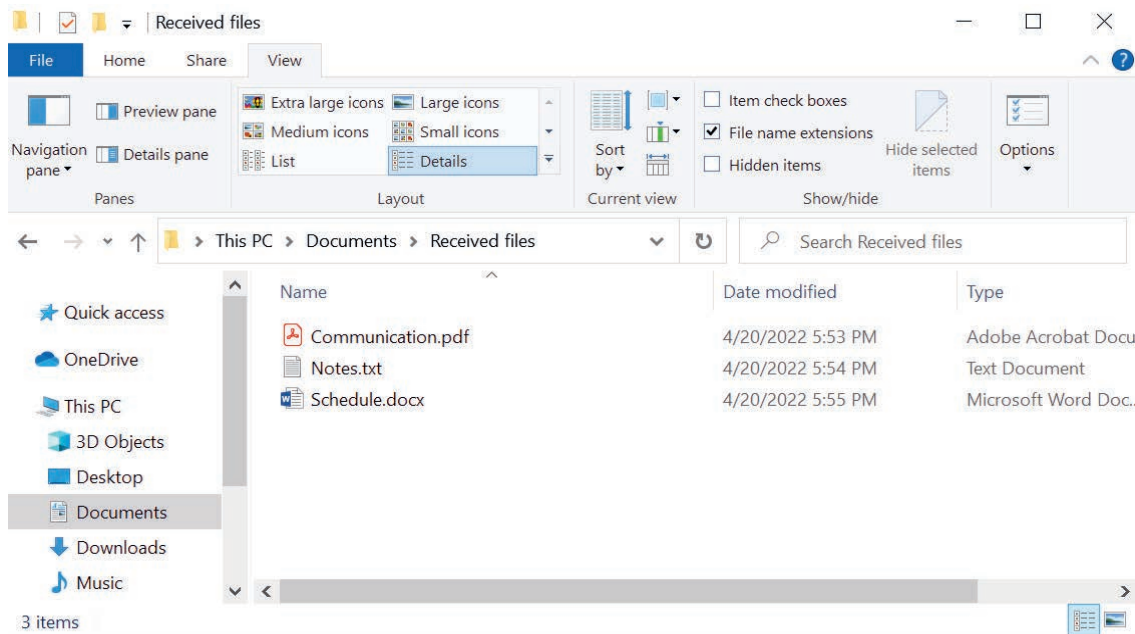 Received files
File Home Share View
Navigation pane
Preview pane
Details pane
Panes
Extra large icons Large icons
Medium icons Small icons
List Details
Layout
Sort by
Current view
Item check boxes
File name extensions
Hidden items
Hide selected items
Show/hide
Options
This PC > Documents > Received files
Search Received files
Quick access
OneDrive
This PC
3D Objects
Desktop
Documents
Downloads
Music
Name Date modified Type
Communication.pdf 4/20/2022 5:53 PM Adobe Acrobat Docu
Notes.txt 4/20/2022 5:54 PM Text Document
Schedule.docx 4/20/2022 5:55 PM Microsoft Word Doc..
3 items